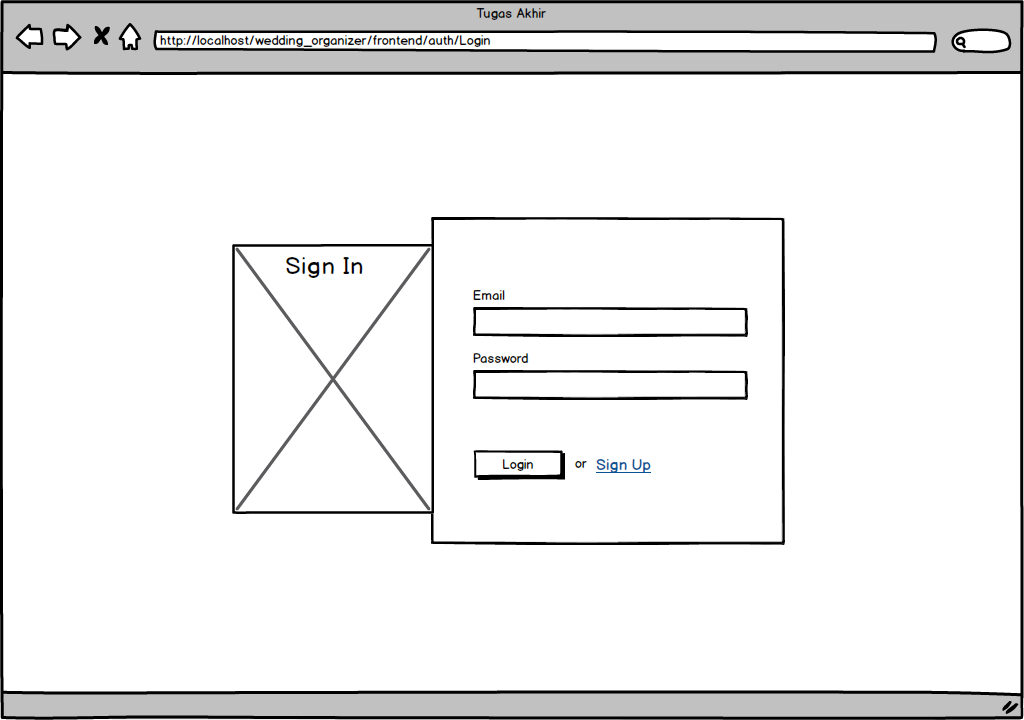 Tugas Akhir
http://localhost/wedding_organizer/frontend/auth/Login
Sign In
Email
Password
Login or Sign Up